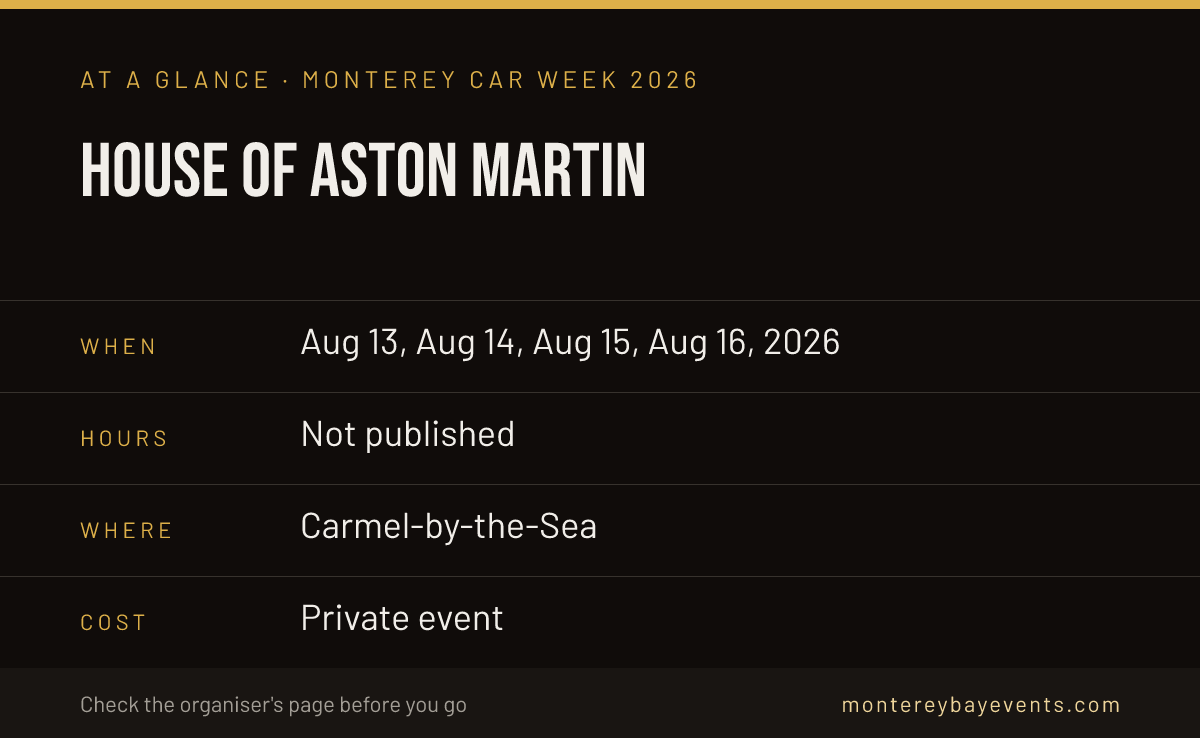 AT A GLANCE · MONTEREY CAR WEEK 2026
HOUSE OF ASTON MARTIN
WHEN Aug 13, Aug 14, Aug 15, Aug 16, 2026
HOURS Not published
WHERE Carmel-by-the-Sea
COST Private event
Check the organiser's page before you go montereybayevents.com